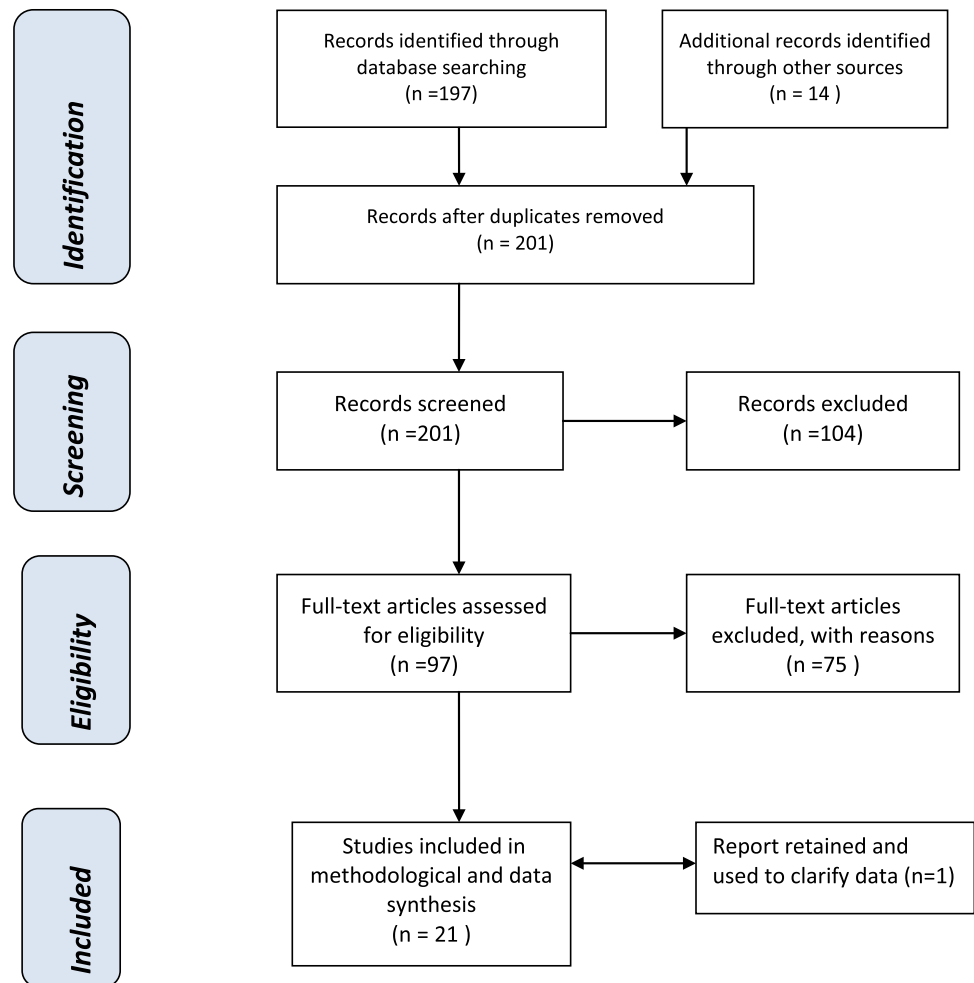 Identification
Records identified through
database searching
(n =197)
Additional records identified
through other sources
(n = 14 )
Records after duplicates removed
(n = 201)
Screening
Records screened
(n =201)
Records excluded
(n =104)
Eligibility
Full-text articles assessed
for eligibility
(n =97)
Full-text articles
excluded, with reasons
(n =75 )
Included
Studies included in
methodological and data
synthesis
(n = 21 )
Report retained and
used to clarify data (n=1)